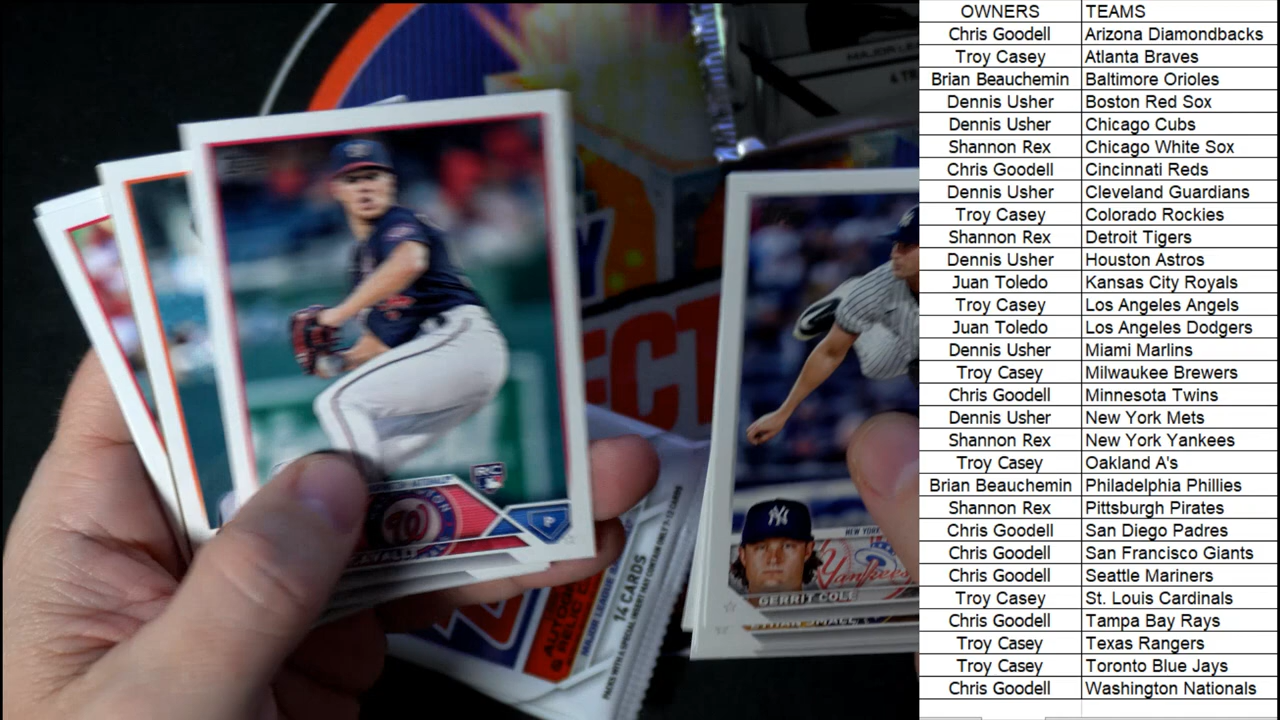 OWNERS TEAMS
Chris Goodell Arizona Diamondbacks
Troy Casey Atlanta Braves
Brian Beauchemin Baltimore Orioles
Dennis Usher Boston Red Sox
Dennis Usher Chicago Cubs
Shannon Rex Chicago White Sox
Chris Goodell Cincinnati Reds
Dennis Usher Cleveland Guardians
Troy Casey Colorado Rockies
Shannon Rex Detroit Tigers
Dennis Usher Houston Astros
Juan Toledo Kansas City Royals
Troy Casey Los Angeles Angels
Juan Toledo Los Angeles Dodgers
Dennis Usher Miami Marlins
Troy Casey Milwaukee Brewers
Chris Goodell Minnesota Twins
Dennis Usher New York Mets
Shannon Rex New York Yankees
Troy Casey Oakland A's
Brian Beauchemin Philadelphia Phillies
Shannon Rex Pittsburgh Pirates
Chris Goodell San Diego Padres
Chris Goodell San Francisco Giants
Chris Goodell Seattle Mariners
Troy Casey St. Louis Cardinals
Chris Goodell Tampa Bay Rays
Troy Casey Texas Rangers
Troy Casey Toronto Blue Jays
Chris Goodell Washington Nationals
RC
W
P
NEW YORK
Yankees
GERRIT COLE
14 CARDS